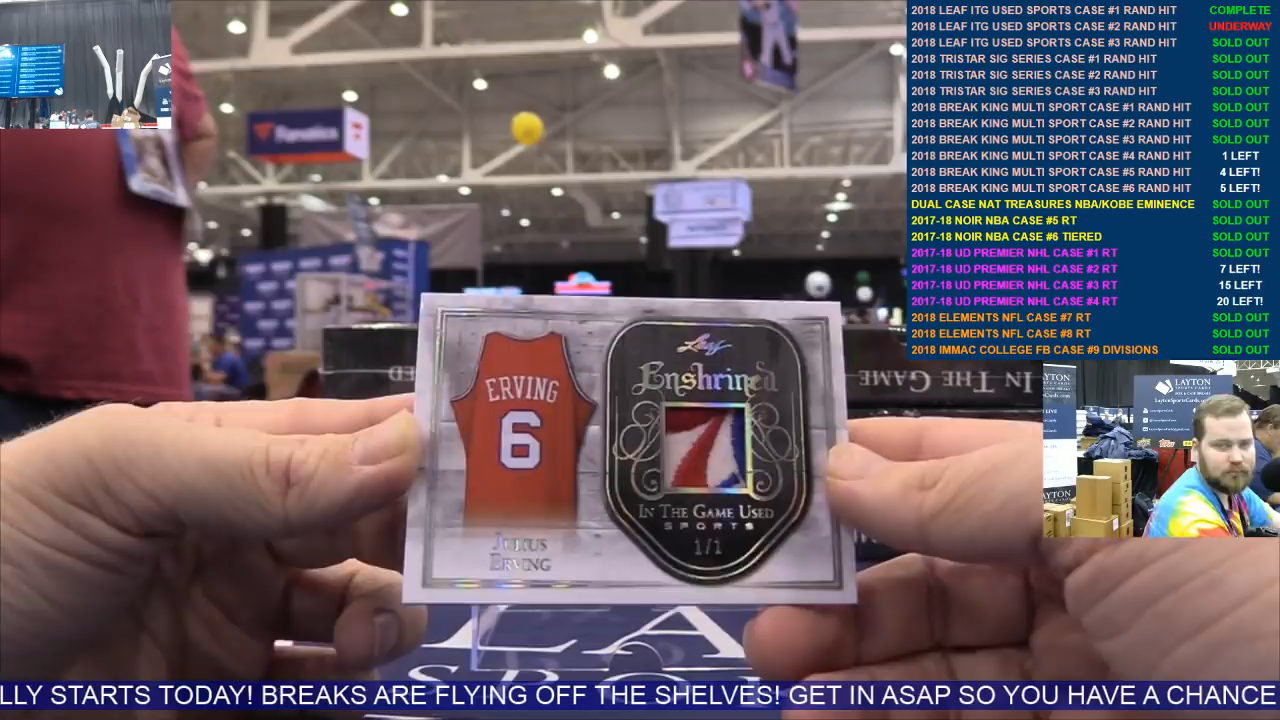 2018 LEAF ITG USED SPORTS CASE #1 RAND HIT COMPLETE
2018 LEAF ITG USED SPORTS CASE #2 RAND HIT UNDERWAY
2018 LEAF ITG USED SPORTS CASE #3 RAND HIT SOLD OUT
2018 TRISTAR SIG SERIES CASE #1 RAND HIT SOLD OUT
2018 TRISTAR SIG SERIES CASE #2 RAND HIT SOLD OUT
2018 TRISTAR SIG SERIES CASE #3 RAND HIT SOLD OUT
2018 BREAK KING MULTI SPORT CASE #1 RAND HIT SOLD OUT
2018 BREAK KING MULTI SPORT CASE #2 RAND HIT SOLD OUT
2018 BREAK KING MULTI SPORT CASE #3 RAND HIT SOLD OUT
2018 BREAK KING MULTI SPORT CASE #4 RAND HIT 1 LEFT
2018 BREAK KING MULTI SPORT CASE #5 RAND HIT 4 LEFT!
2018 BREAK KING MULTI SPORT CASE #6 RAND HIT 5 LEFT!
DUAL CASE NAT TREASURES NBA/KOBE EMINENCE SOLD OUT
2017-18 NOIR NBA CASE #5 RT SOLD OUT
2017-18 NOIR NBA CASE #6 TIERED SOLD OUT
2017-18 UD PREMIER NHL CASE #1 RT SOLD OUT
2017-18 UD PREMIER NHL CASE #2 RT 7 LEFT!
2017-18 UD PREMIER NHL CASE #3 RT 15 LEFT
2017-18 UD PREMIER NHL CASE #4 RT 20 LEFT!
2018 ELEMENTS NFL CASE #7 RT SOLD OUT
2018 ELEMENTS NFL CASE #8 RT SOLD OUT
2018 IMMAC COLLEGE FB CASE #9 DIVISIONS SOLD OUT
Fanatics
IN THE GAME
ERVING
6
Leaf
Enshrined
IN THE GAME USED
SPORTS
1/1
JULIUS
ERVING
LAYTON
SPORTS CARDS
LaytonSportsCards.com
LIVE
LAYTON
LA
SPO
LLY STARTS TODAY! BREAKS ARE FLYING OFF THE SHELVES! GET IN ASAP SO YOU HAVE A CHANCE